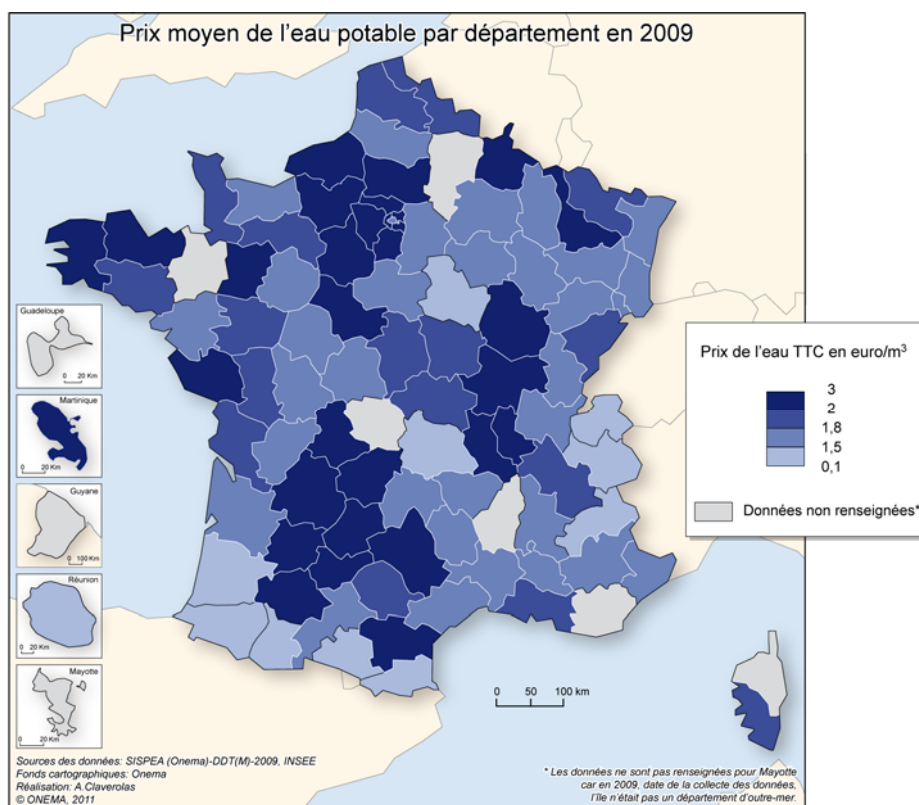 Prix moyen de l'eau potable par département en 2009
Guadeloupe
0 20 Km
Martinique
0 20 Km
Guyane
0 100 Km
Réunion
0 20 Km
Mayotte
0 20 Km
Prix de l'eau TTC en euro/m³
3
2
1,8
1,5
0,1
Données non renseignées*
0 50 100 km
Sources des données: SISPEA (Onema)-DDT(M)-2009, INSEE
Fonds cartographiques: Onema
Réalisation: A.Claverolas
© ONEMA, 2011
* Les données ne sont pas renseignées pour Mayotte
car en 2009, date de la collecte des données,
l'île n'était pas un département d'outre-mer.